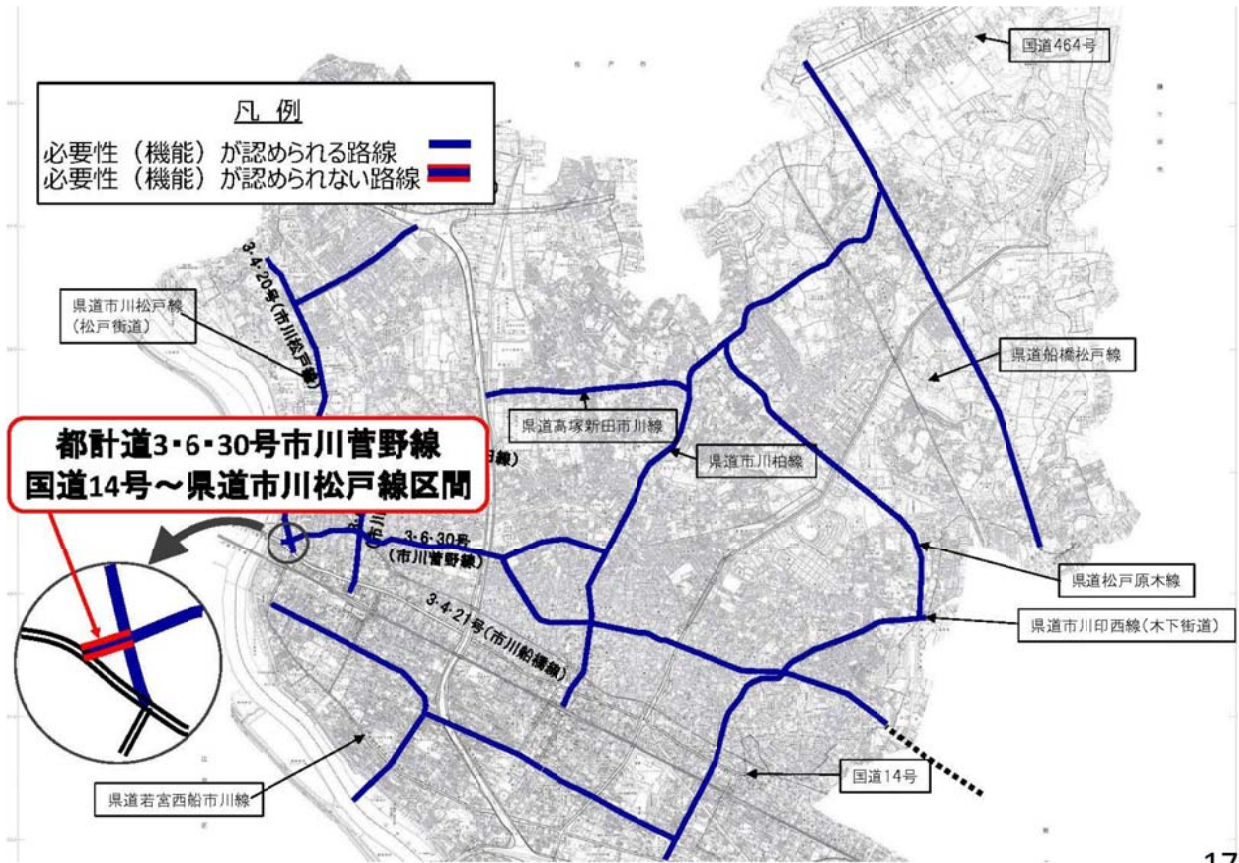 国道464号
凡 例
必要性（機能）が認められる路線
必要性（機能）が認められない路線
3・4・20号(市川松戸線)
県道市川松戸線
(松戸街道)
県道船橋松戸線
県道高塚新田市川線
都計道3・6・30号市川菅野線
国道14号～県道市川松戸線区間
県道市川柏線
3・6・30号
(市川菅野線)
県道松戸原木線
3・4・21号(市川船橋線)
県道市川印西線(木下街道)
国道14号
県道若宮西船市川線
17